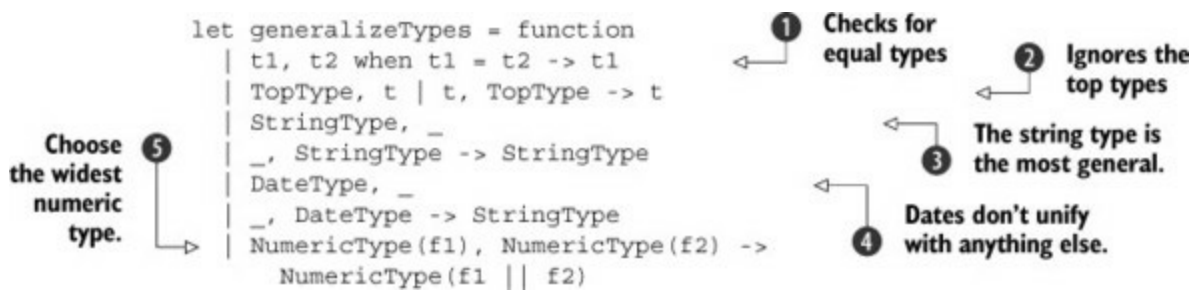 let generalizeTypes = function
| t1, t2 when t1 = t2 -> t1
| TopType, t | t, TopType -> t
| StringType, _
| _, StringType -> StringType
| DateType, _
| _, DateType -> StringType
| NumericType(f1), NumericType(f2) ->
NumericType(f1 || f2)
1 Checks for
equal types
2 Ignores the
top types
3 The string type is
the most general.
4 Dates don't unify
with anything else.
5 Choose
the widest
numeric
type.